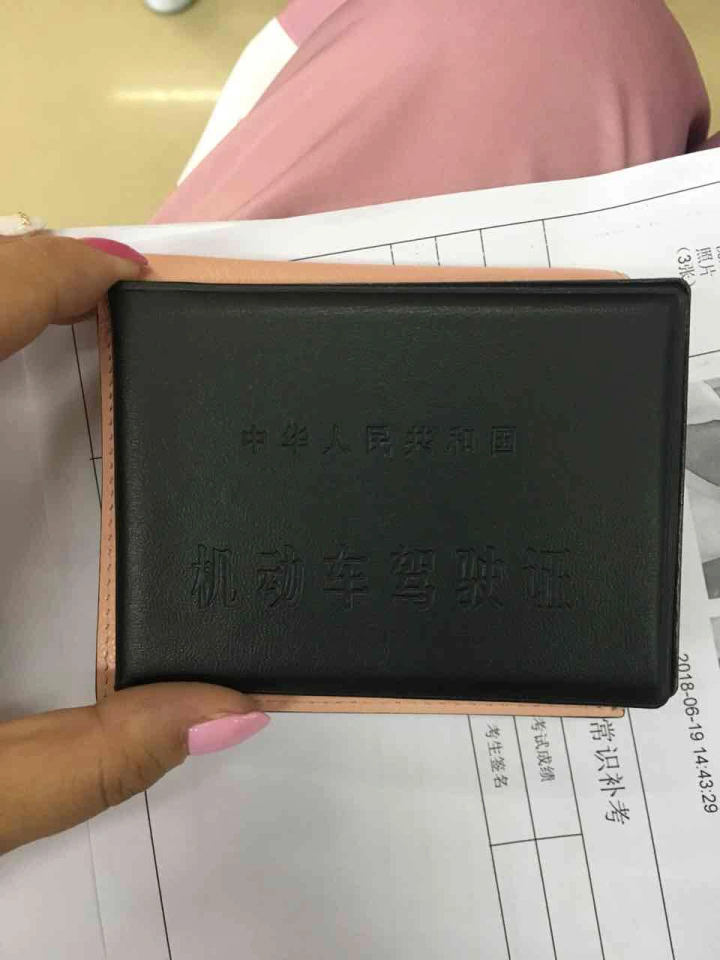 中华人民共和国
机动车驾驶证
照片
(3张
2018-06-19 14:43:29
常识补考
考试成绩
考生签名